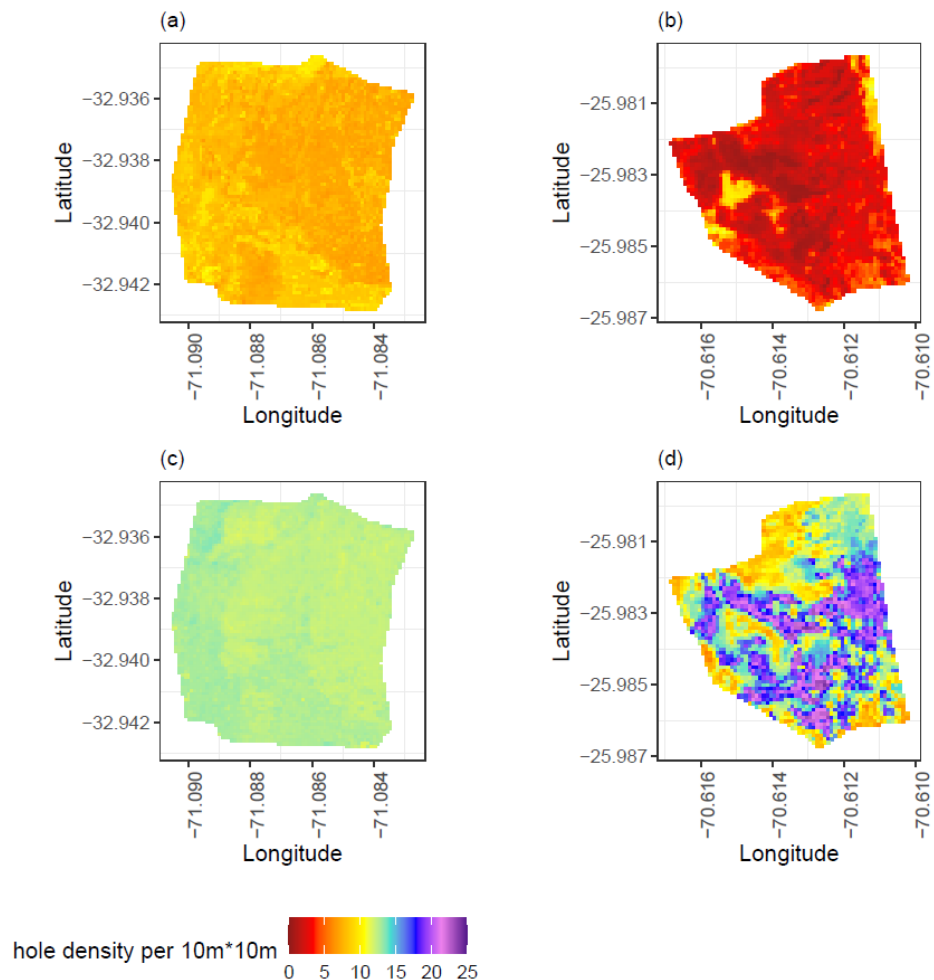 (a)
(b)
Latitude
−32.936
−32.938
−32.940
−32.942
−71.090
−71.088
−71.086
−71.084
Longitude
Latitude
−25.981
−25.983
−25.985
−25.987
−70.616
−70.614
−70.612
−70.610
Longitude
(c)
(d)
Latitude
−32.936
−32.938
−32.940
−32.942
−71.090
−71.088
−71.086
−71.084
Longitude
Latitude
−25.981
−25.983
−25.985
−25.987
−70.616
−70.614
−70.612
−70.610
Longitude
hole density per 10m*10m
0 5 10 15 20 25